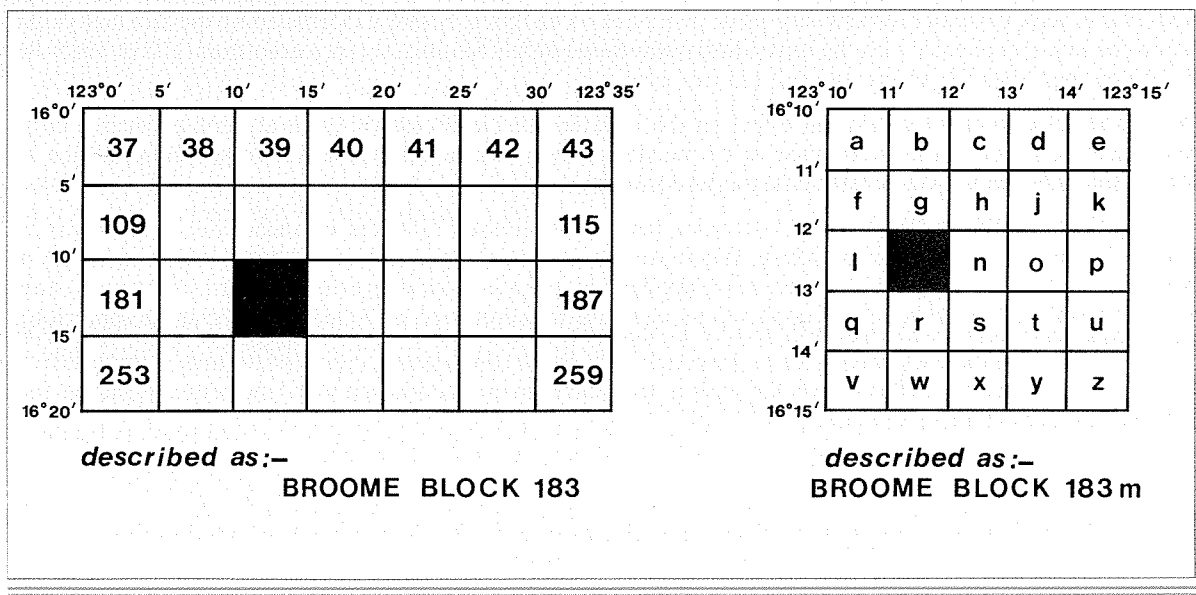 123°0′ 5′ 10′ 15′ 20′ 25′ 30′ 123°35′
16°0′
37 38 39 40 41 42 43
5′
109 115
10′
181 187
15′
253 259
16°20′
described as:–
BROOME BLOCK 183
123°10′ 11′ 12′ 13′ 14′ 123°15′
16°10′
a b c d e
11′
f g h j k
12′
l n o p
13′
q r s t u
14′
v w x y z
16°15′
described as:–
BROOME BLOCK 183 m